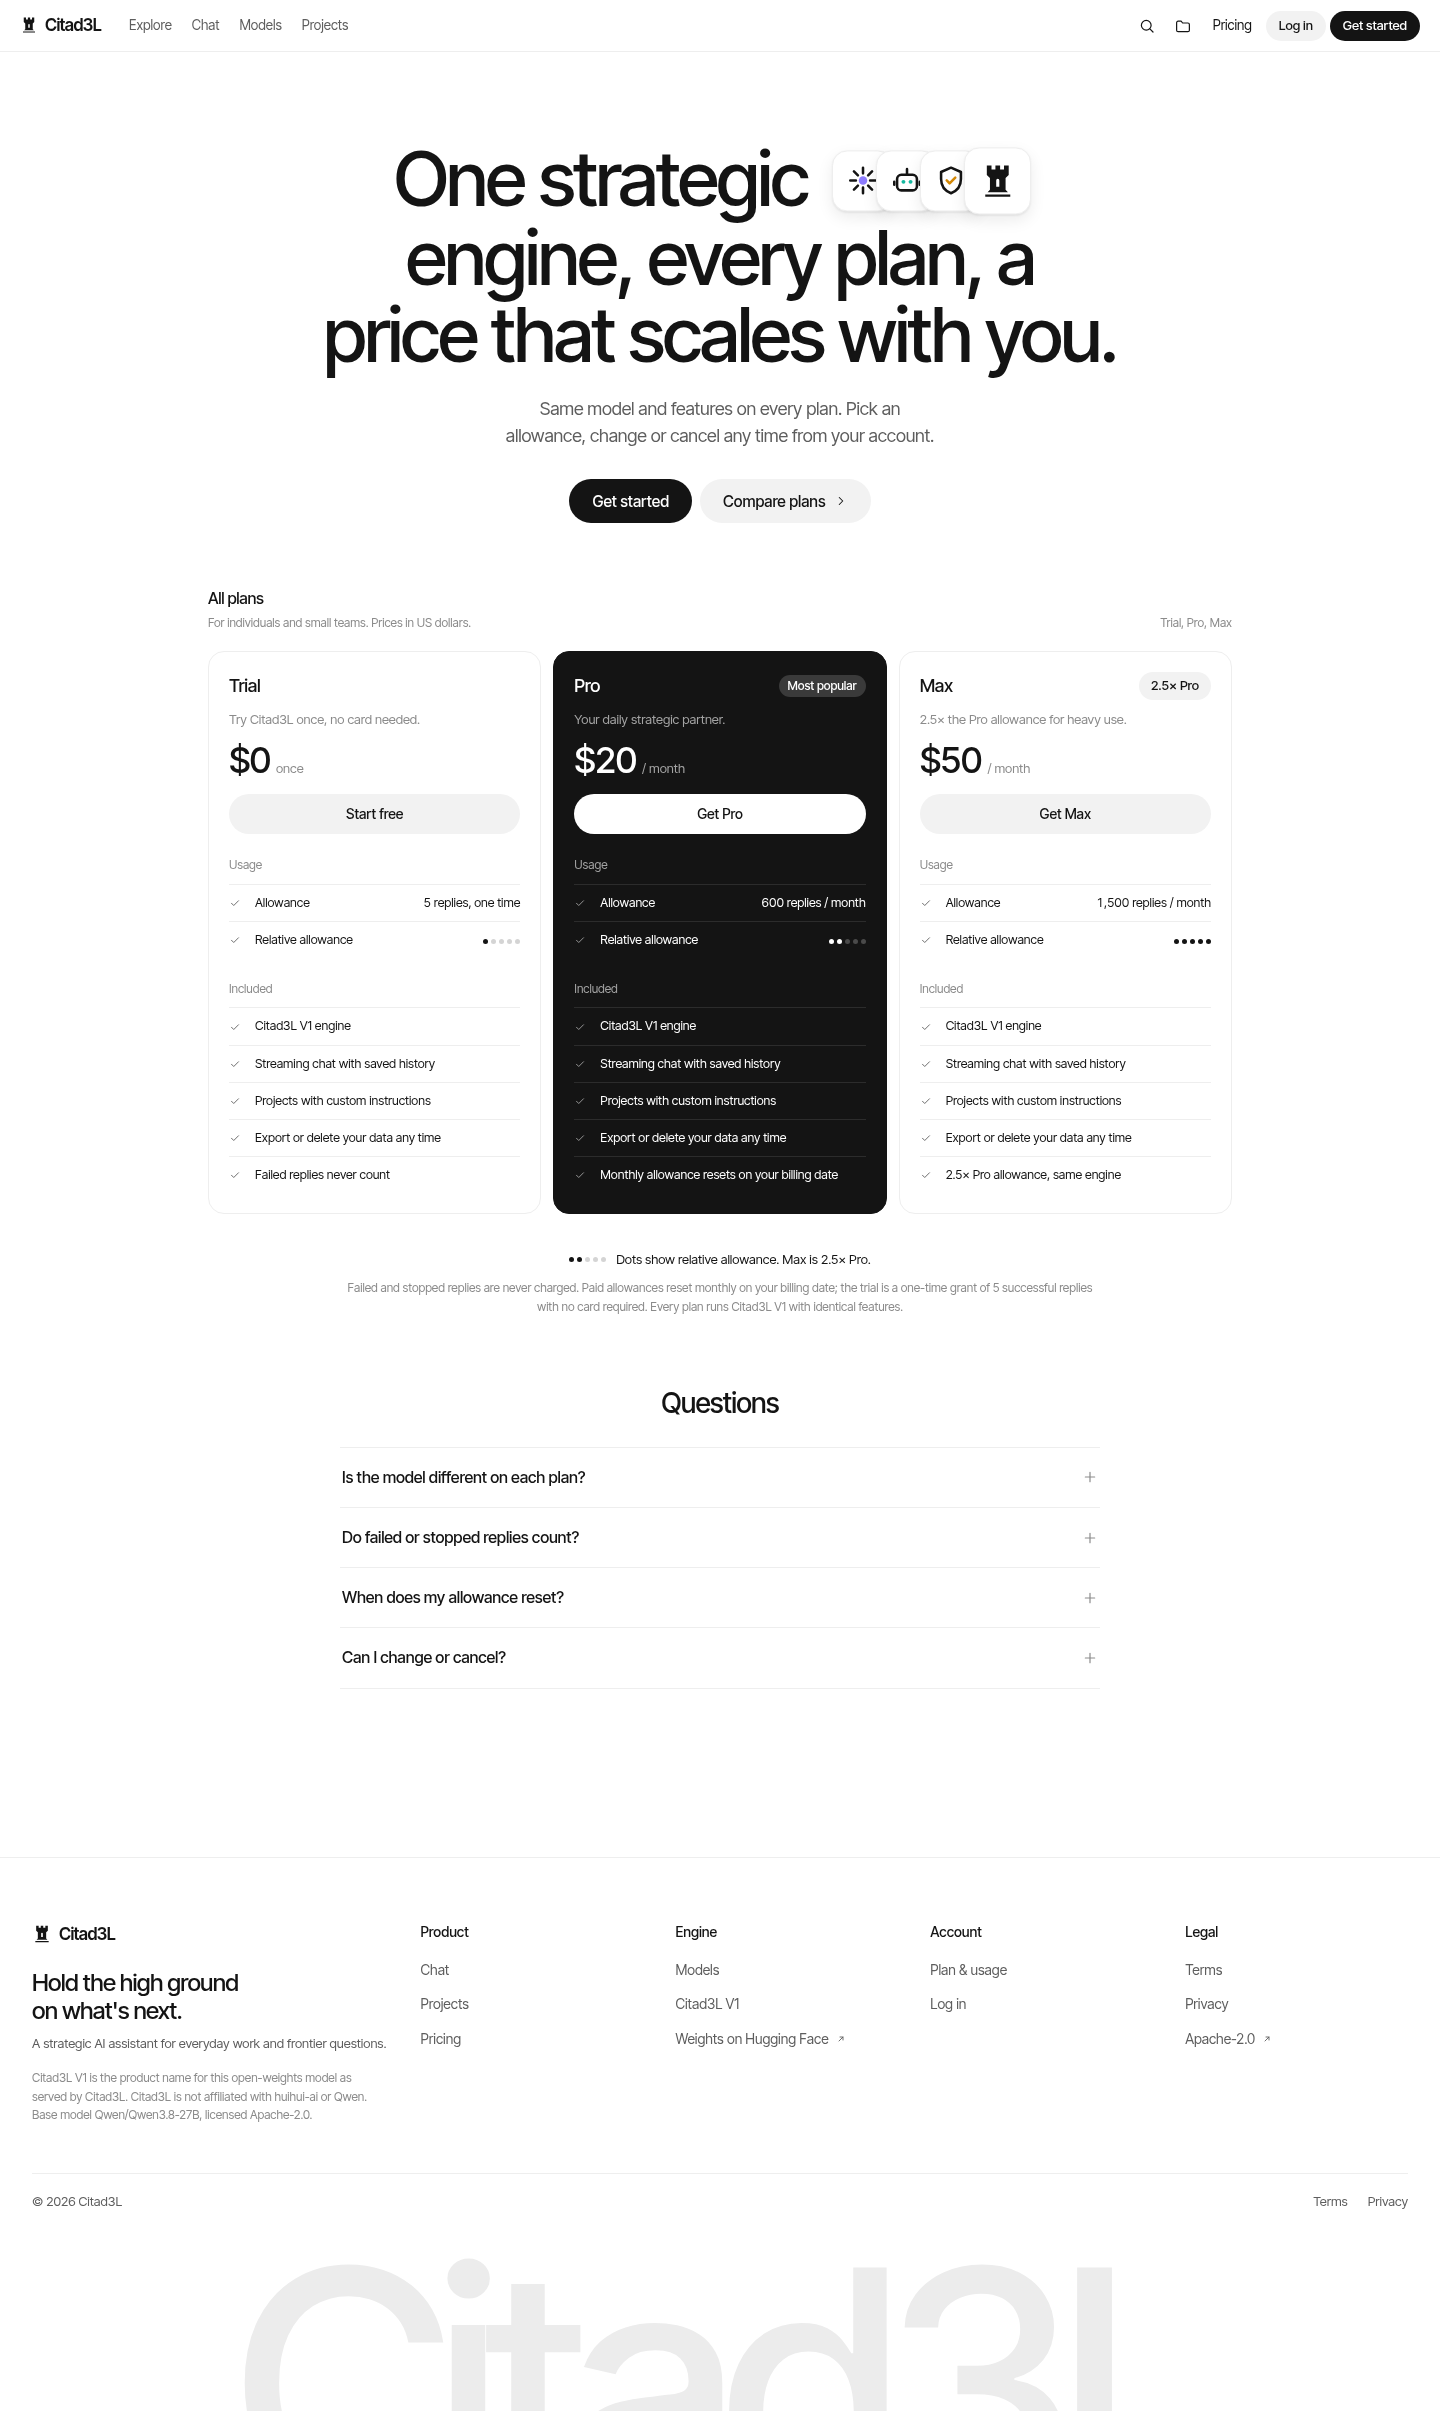 Citad3L
Explore
Chat
Models
Projects
Pricing
Log in
Get started
One strategic
engine, every plan, a
price that scales with you.
Same model and features on every plan. Pick an
allowance, change or cancel any time from your account.
Get started
Compare plans
All plans
For individuals and small teams. Prices in US dollars.
Trial, Pro, Max
Trial
Try Citad3L once, no card needed.
$0 once
Start free
Usage
Allowance 5 replies, one time
Relative allowance
Included
Citad3L V1 engine
Streaming chat with saved history
Projects with custom instructions
Export or delete your data any time
Failed replies never count
Pro
Most popular
Your daily strategic partner.
$20 / month
Get Pro
Usage
Allowance 600 replies / month
Relative allowance
Included
Citad3L V1 engine
Streaming chat with saved history
Projects with custom instructions
Export or delete your data any time
Monthly allowance resets on your billing date
Max
2.5× Pro
2.5× the Pro allowance for heavy use.
$50 / month
Get Max
Usage
Allowance 1,500 replies / month
Relative allowance
Included
Citad3L V1 engine
Streaming chat with saved history
Projects with custom instructions
Export or delete your data any time
2.5× Pro allowance, same engine
Dots show relative allowance. Max is 2.5× Pro.
Failed and stopped replies are never charged. Paid allowances reset monthly on your billing date; the trial is a one-time grant of 5 successful replies
with no card required. Every plan runs Citad3L V1 with identical features.
Questions
Is the model different on each plan?
Do failed or stopped replies count?
When does my allowance reset?
Can I change or cancel?
Citad3L
Hold the high ground
on what's next.
A strategic AI assistant for everyday work and frontier questions.
Citad3L V1 is the product name for this open-weights model as
served by Citad3L. Citad3L is not affiliated with huihui-ai or Qwen.
Base model Qwen/Qwen3.8-27B, licensed Apache-2.0.
Product
Chat
Projects
Pricing
Engine
Models
Citad3L V1
Weights on Hugging Face
Account
Plan & usage
Log in
Legal
Terms
Privacy
Apache-2.0
© 2026 Citad3L
Terms
Privacy
Citad3L